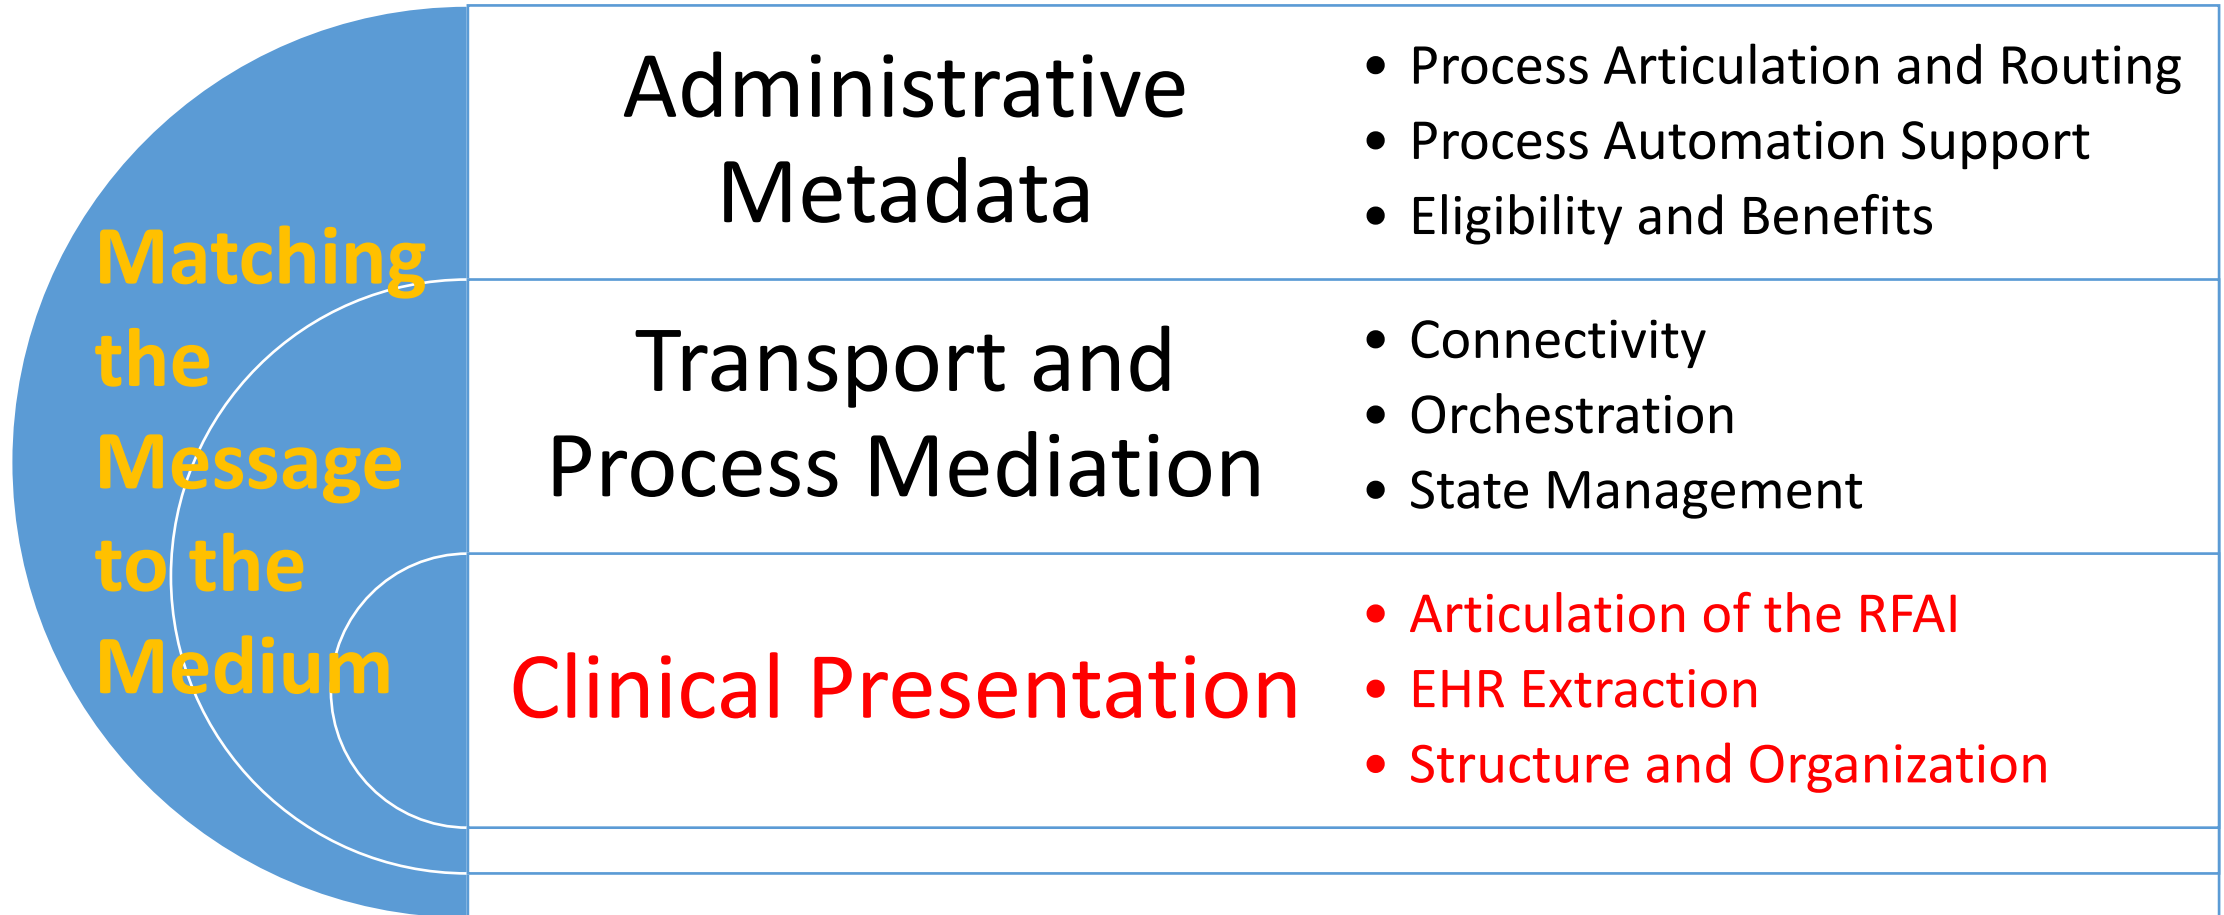 Matching
the
Message
to the
Medium
Administrative
Metadata
• Process Articulation and Routing
• Process Automation Support
• Eligibility and Benefits
Transport and
Process Mediation
• Connectivity
• Orchestration
• State Management
Clinical Presentation
• Articulation of the RFAI
• EHR Extraction
• Structure and Organization